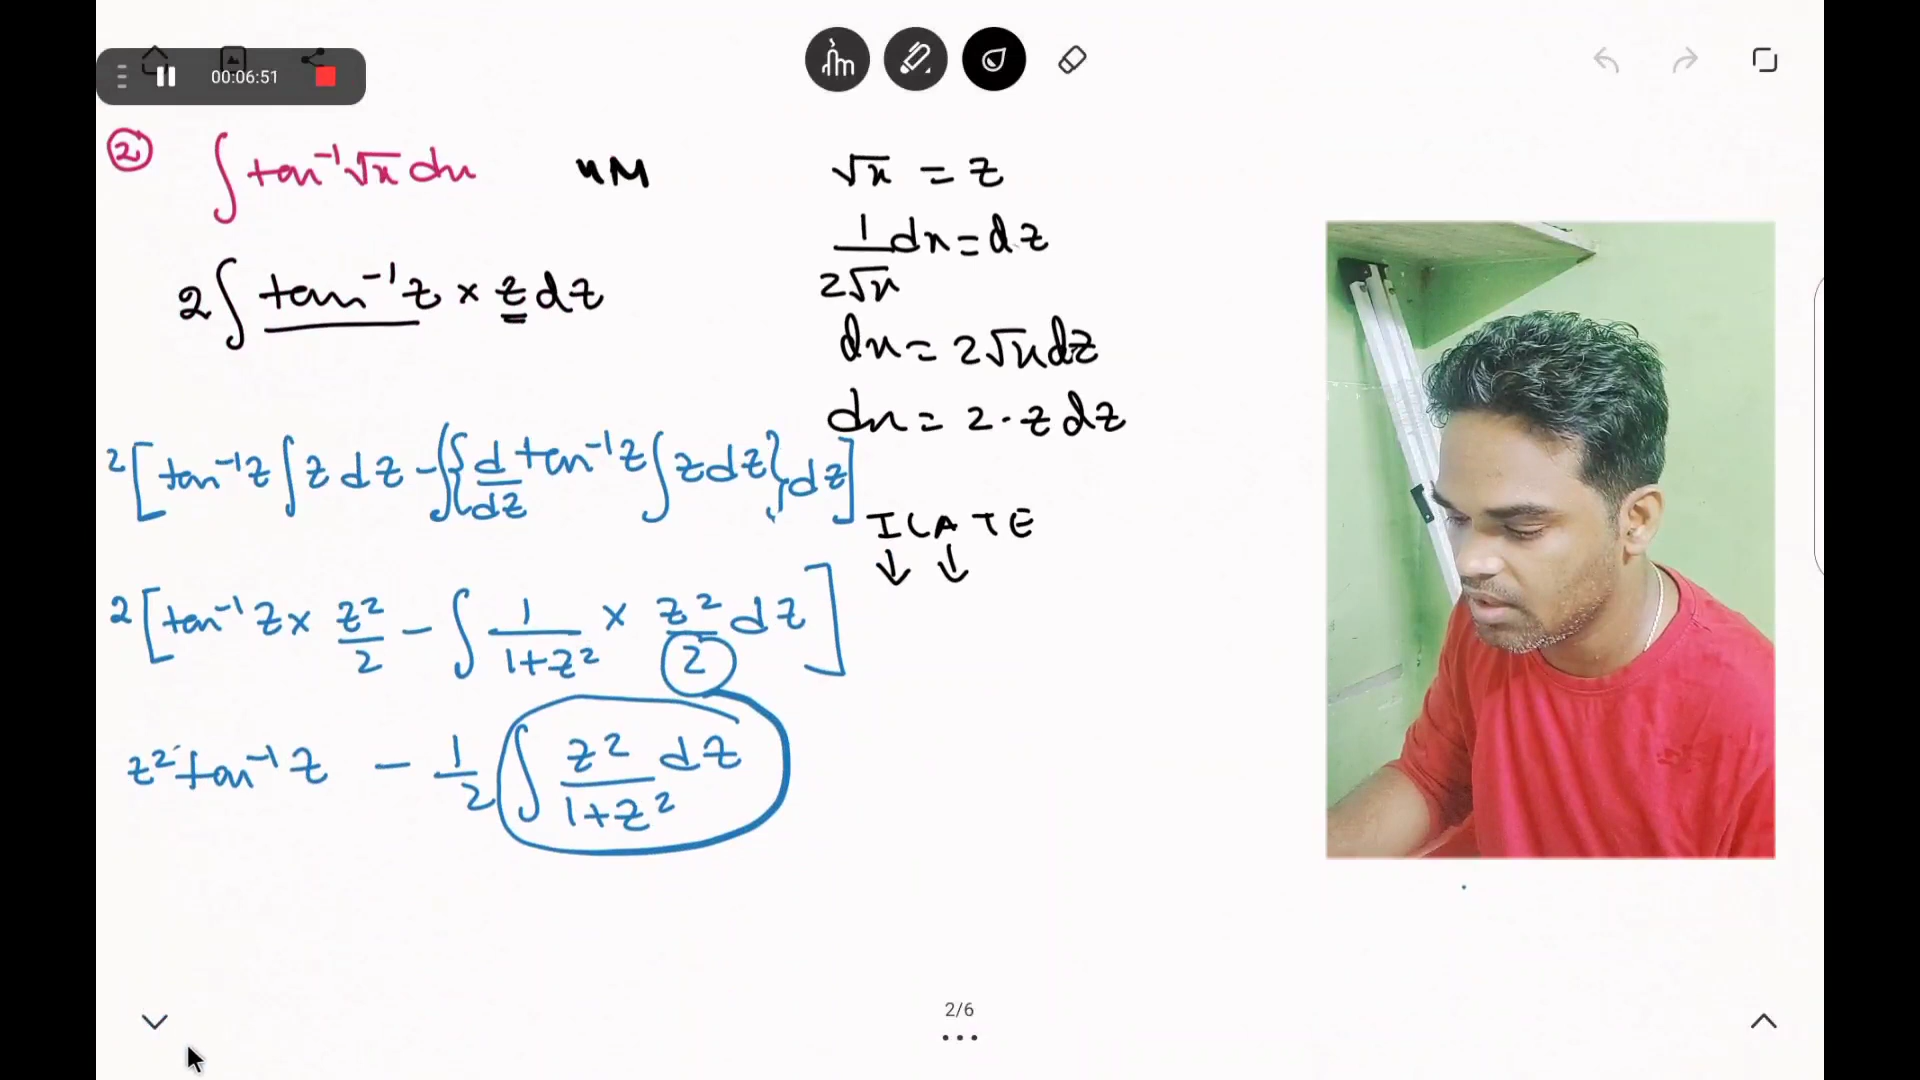 00:06:51
② ∫ tan⁻¹√x dx 4M
2 ∫ tan⁻¹z × z dz
√x = z
1/2√x dx = dz
dx = 2√x dz
dx = 2 · z dz
2 [ tan⁻¹z ∫ z dz - ∫ { d/dz tan⁻¹z ∫ z dz } dz ]
ILATE
2 [ tan⁻¹z × z²/2 - ∫ 1/1+z² × z²/2 dz ]
z² tan⁻¹z - 1/2 ∫ z²/1+z² dz
2/6